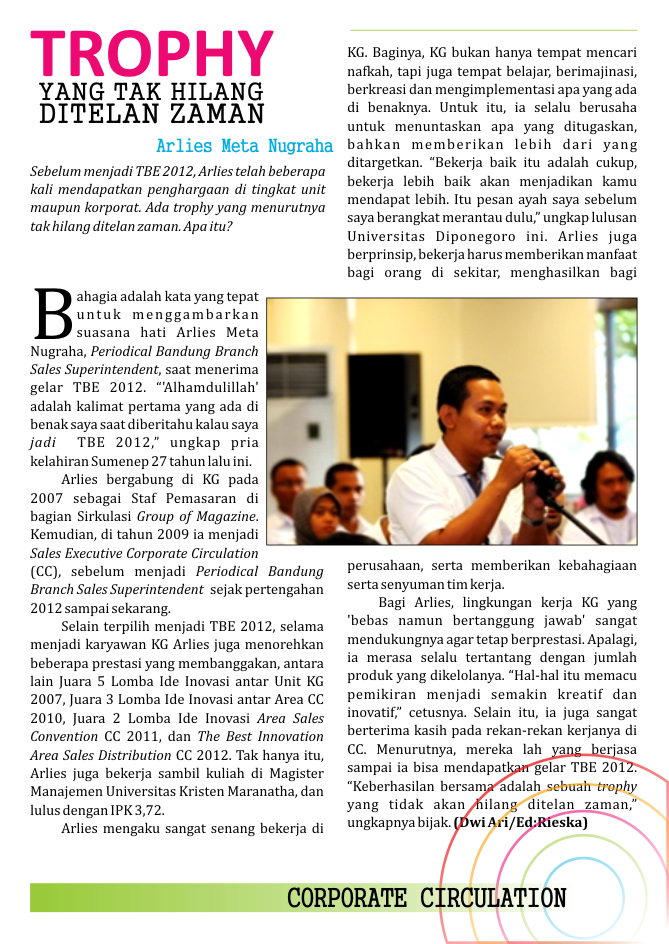 TROPHY
YANG TAK HILANG
DITELAN ZAMAN
Arlies Meta Nugraha
Sebelum menjadi TBE 2012, Arlies telah beberapa
kali mendapatkan penghargaan di tingkat unit
maupun korporat. Ada trophy yang menurutnya
tak hilang ditelan zaman. Apa itu?
Bahagia adalah kata yang tepat
untuk menggambarkan
suasana hati Arlies Meta
Nugraha, Periodical Bandung Branch
Sales Superintendent, saat menerima
gelar TBE 2012. “'Alhamdulillah'
adalah kalimat pertama yang ada di
benak saya saat diberitahu kalau saya
jadi TBE 2012,” ungkap pria
kelahiran Sumenep 27 tahun lalu ini.
Arlies bergabung di KG pada
2007 sebagai Staf Pemasaran di
bagian Sirkulasi Group of Magazine.
Kemudian, di tahun 2009 ia menjadi
Sales Executive Corporate Circulation
(CC), sebelum menjadi Periodical Bandung
Branch Sales Superintendent sejak pertengahan
2012 sampai sekarang.
Selain terpilih menjadi TBE 2012, selama
menjadi karyawan KG Arlies juga menorehkan
beberapa prestasi yang membanggakan, antara
lain Juara 5 Lomba Ide Inovasi antar Unit KG
2007, Juara 3 Lomba Ide Inovasi antar Area CC
2010, Juara 2 Lomba Ide Inovasi Area Sales
Convention CC 2011, dan The Best Innovation
Area Sales Distribution CC 2012. Tak hanya itu,
Arlies juga bekerja sambil kuliah di Magister
Manajemen Universitas Kristen Maranatha, dan
lulus dengan IPK 3,72.
Arlies mengaku sangat senang bekerja di
KG. Baginya, KG bukan hanya tempat mencari
nafkah, tapi juga tempat belajar, berimajinasi,
berkreasi dan mengimplementasi apa yang ada
di benaknya. Untuk itu, ia selalu berusaha
untuk menuntaskan apa yang ditugaskan,
bahkan memberikan lebih dari yang
ditargetkan. “Bekerja baik itu adalah cukup,
bekerja lebih baik akan menjadikan kamu
mendapat lebih. Itu pesan ayah saya sebelum
saya berangkat merantau dulu,” ungkap lulusan
Universitas Diponegoro ini. Arlies juga
berprinsip, bekerja harus memberikan manfaat
bagi orang di sekitar, menghasilkan bagi
perusahaan, serta memberikan kebahagiaan
serta senyuman tim kerja.
Bagi Arlies, lingkungan kerja KG yang
'bebas namun bertanggung jawab' sangat
mendukungnya agar tetap berprestasi. Apalagi,
ia merasa selalu tertantang dengan jumlah
produk yang dikelolanya. “Hal-hal itu memacu
pemikiran menjadi semakin kreatif dan
inovatif,” cetusnya. Selain itu, ia juga sangat
berterima kasih pada rekan-rekan kerjanya di
CC. Menurutnya, mereka lah yang berjasa
sampai ia bisa mendapatkan gelar TBE 2012.
“Keberhasilan bersama adalah sebuah trophy
yang tidak akan hilang ditelan zaman,”
ungkapnya bijak. (Dwi Ari/Ed:Rieska)
CORPORATE CIRCULATION